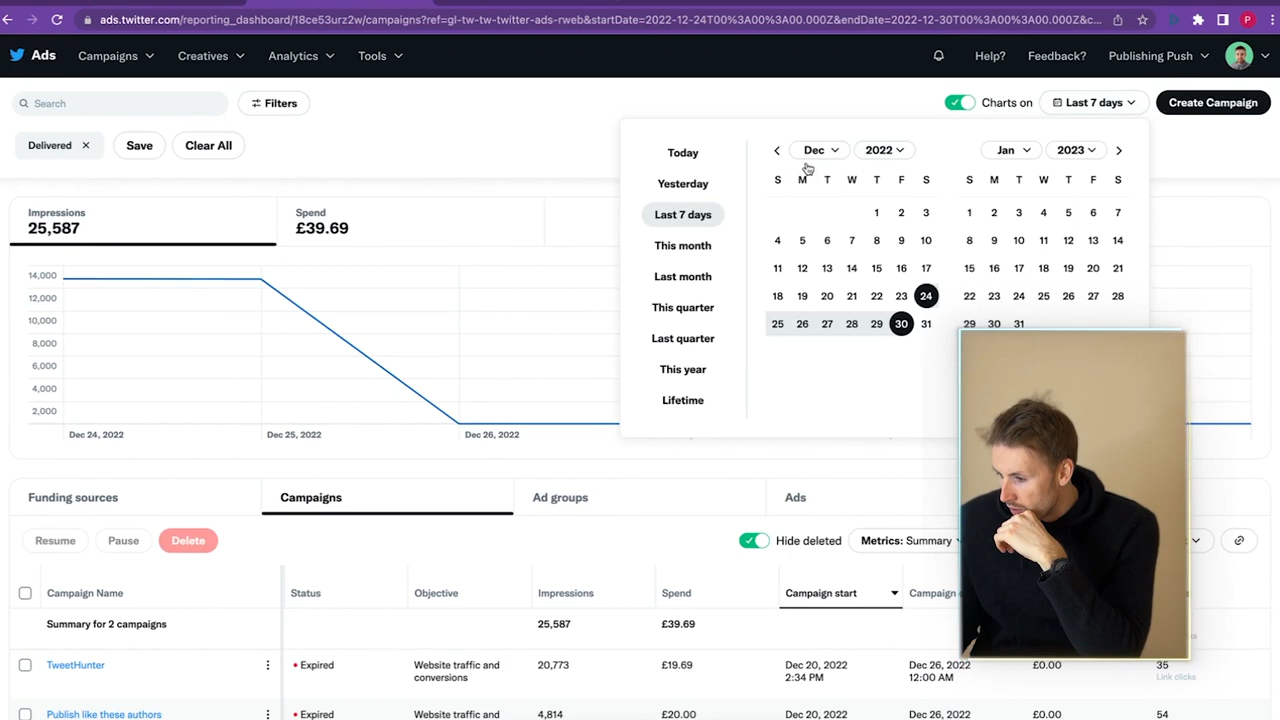 ads.twitter.com/reporting_dashboard/18ce53urz2w/campaigns?ref=gl-tw-tw-twitter-ads-rweb&startDate=2022-12-24T00%3A00%3A00.000Z&endDate=2022-12-30T00%3A00%3A00.000Z&c...
P
Ads
Campaigns
Creatives
Analytics
Tools
Help?
Feedback?
Publishing Push
Search
Filters
Charts on
Last 7 days
Create Campaign
Delivered
Save
Clear All
Today
Yesterday
Last 7 days
This month
Last month
This quarter
Last quarter
This year
Lifetime
Dec 2022
S M T W T F S
1 2 3
4 5 6 7 8 9 10
11 12 13 14 15 16 17
18 19 20 21 22 23 24
25 26 27 28 29 30 31
Jan 2023
S M T W T F S
1 2 3 4 5 6 7
8 9 10 11 12 13 14
15 16 17 18 19 20 21
22 23 24 25 26 27 28
29 30 31
Impressions
25,587
Spend
£39.69
14,000
12,000
10,000
8,000
6,000
4,000
2,000
Dec 24, 2022
Dec 25, 2022
Dec 26, 2022
Funding sources
Campaigns
Ad groups
Ads
Resume
Pause
Delete
Hide deleted
Metrics: Summary
Campaign Name
Status
Objective
Impressions
Spend
Campaign start
Campaign
Summary for 2 campaigns
25,587
£39.69
TweetHunter
Expired
Website traffic and
conversions
20,773
£19.69
Dec 20, 2022
2:34 PM
Dec 26, 2022
12:00 AM
£0.00
35
Link clicks
Publish like these authors
Expired
Website traffic and
4,814
£20.00
Dec 20, 2022
Dec 26, 2022
£0.00
54